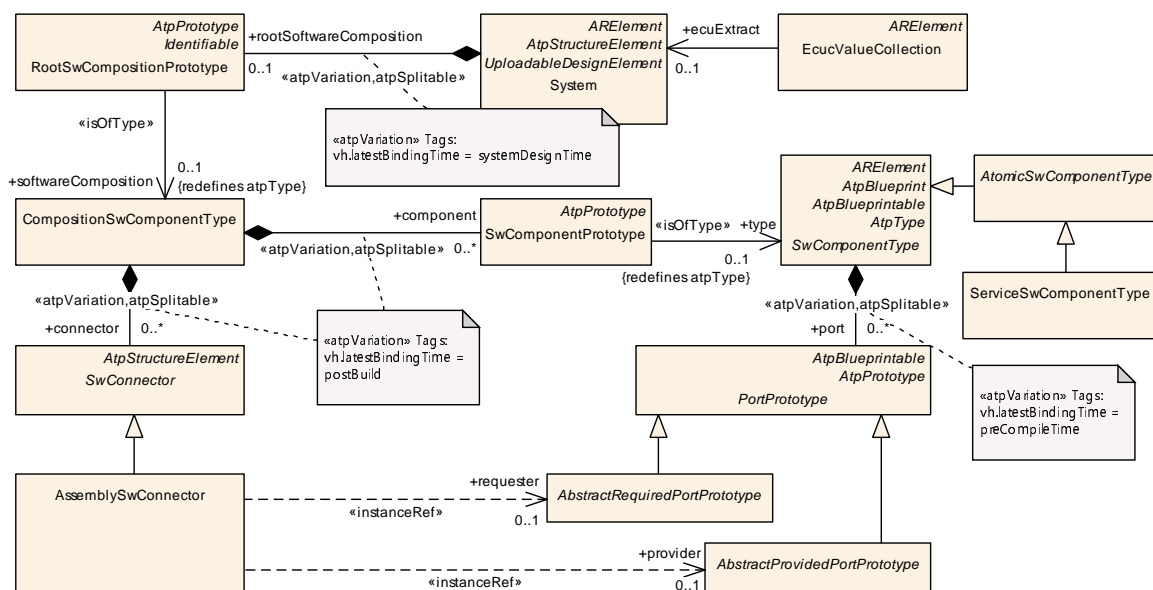 AtpPrototype
Identifiable
RootSwCompositionPrototype
+rootSoftwareComposition
0..1
«atpVariation,atpSplitable»
ARElement
AtpStructureElement
UploadableDesignElement
System
+ecuExtract
0..1
ARElement
EcucValueCollection
«atpVariation» Tags:
vh.latestBindingTime = systemDesignTime
«isOfType»
0..1
+softwareComposition
{redefines atpType}
CompositionSwComponentType
+component
«atpVariation,atpSplitable»
0..*
AtpPrototype
SwComponentPrototype
«isOfType»
+type
0..1
{redefines atpType}
ARElement
AtpBlueprint
AtpBlueprintable
AtpType
SwComponentType
AtomicSwComponentType
ServiceSwComponentType
«atpVariation,atpSplitable»
+connector
0..*
«atpVariation» Tags:
vh.latestBindingTime =
postBuild
«atpVariation,atpSplitable»
+port
0..*
AtpStructureElement
SwConnector
AtpBlueprintable
AtpPrototype
PortPrototype
«atpVariation» Tags:
vh.latestBindingTime =
preCompileTime
AssemblySwConnector
+requester
«instanceRef»
0..1
AbstractRequiredPortPrototype
+provider
«instanceRef»
0..1
AbstractProvidedPortPrototype